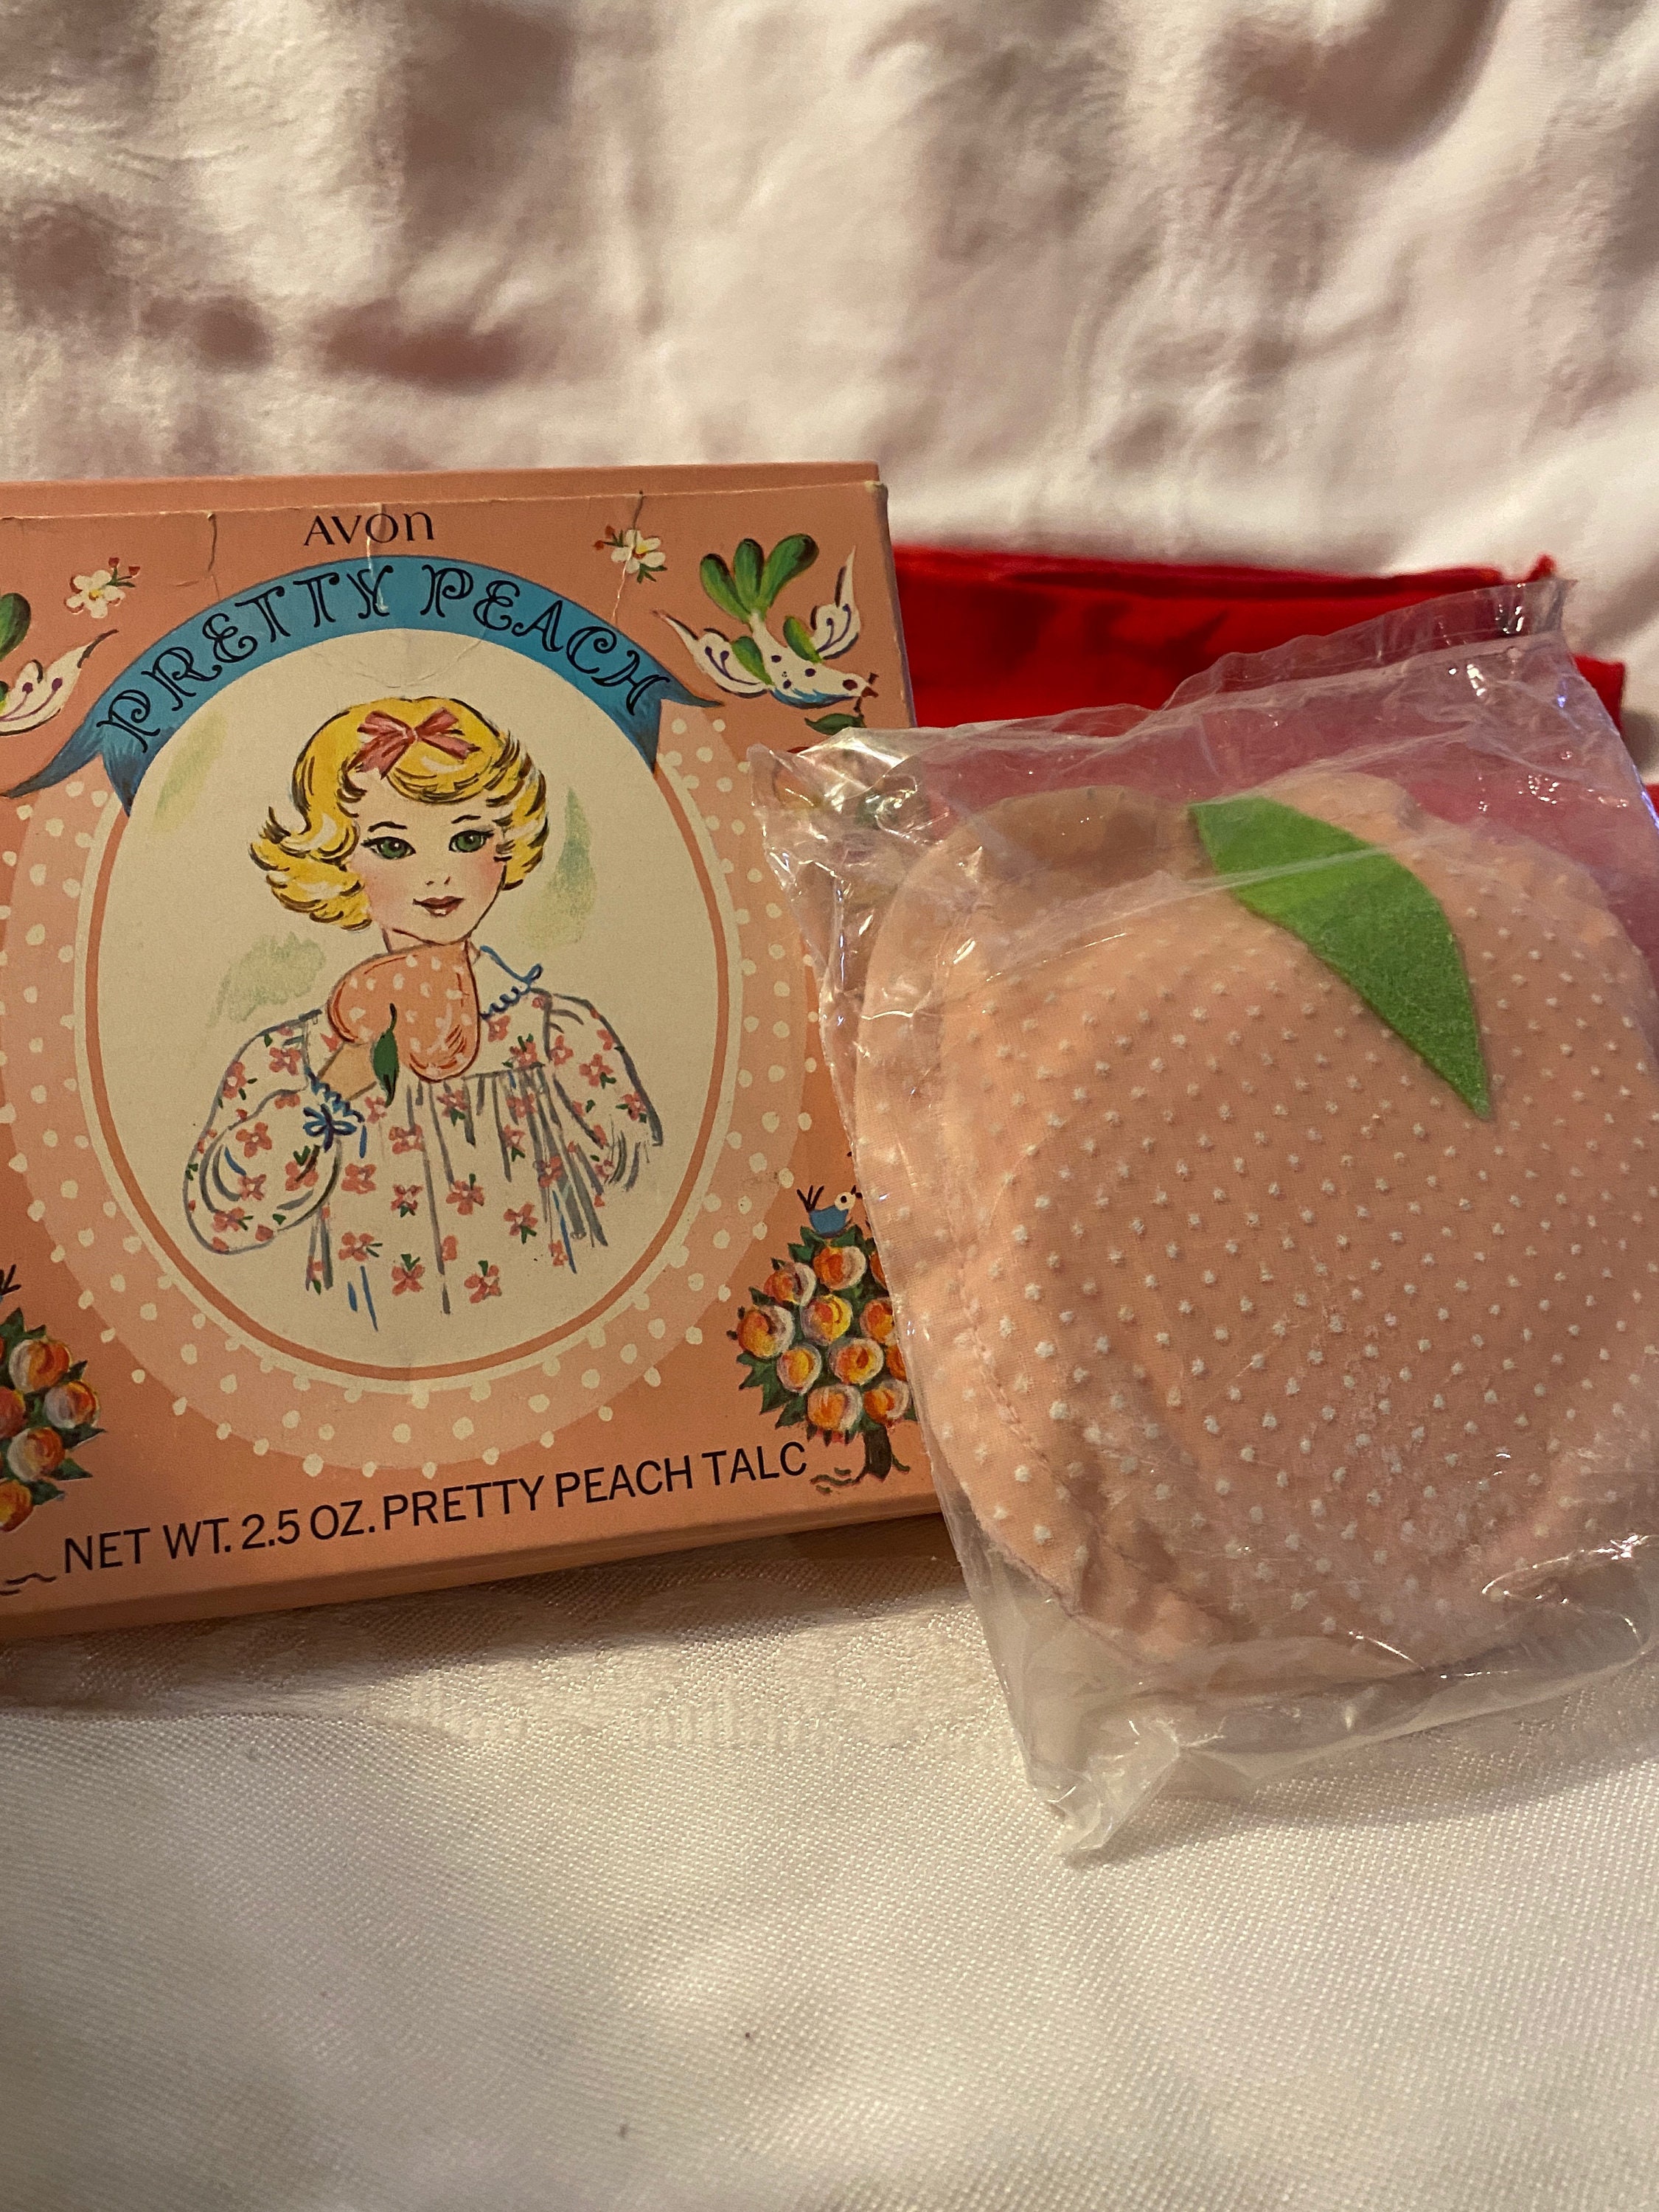 AVON
PRETTY PEACH
NET WT. 2.5 OZ. PRETTY PEACH TALC